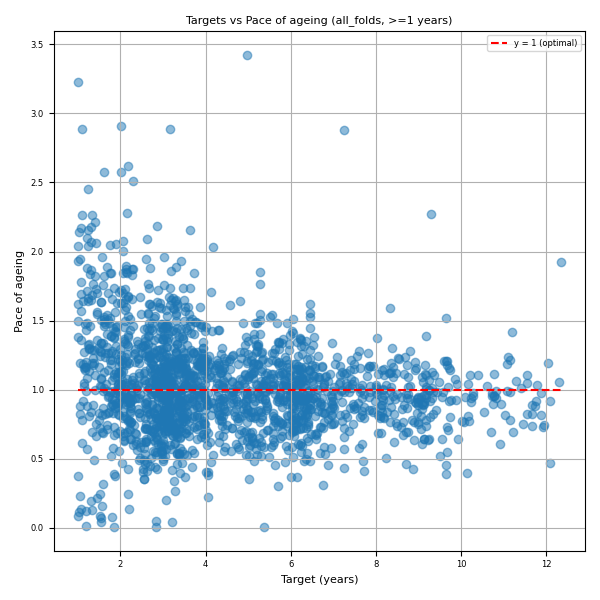 Targets vs Pace of ageing (all_folds, >=1 years)
y = 1 (optimal)
3.5
3.0
2.5
2.0
1.5
1.0
0.5
0.0
Pace of ageing
2 4 6 8 10 12
Target (years)